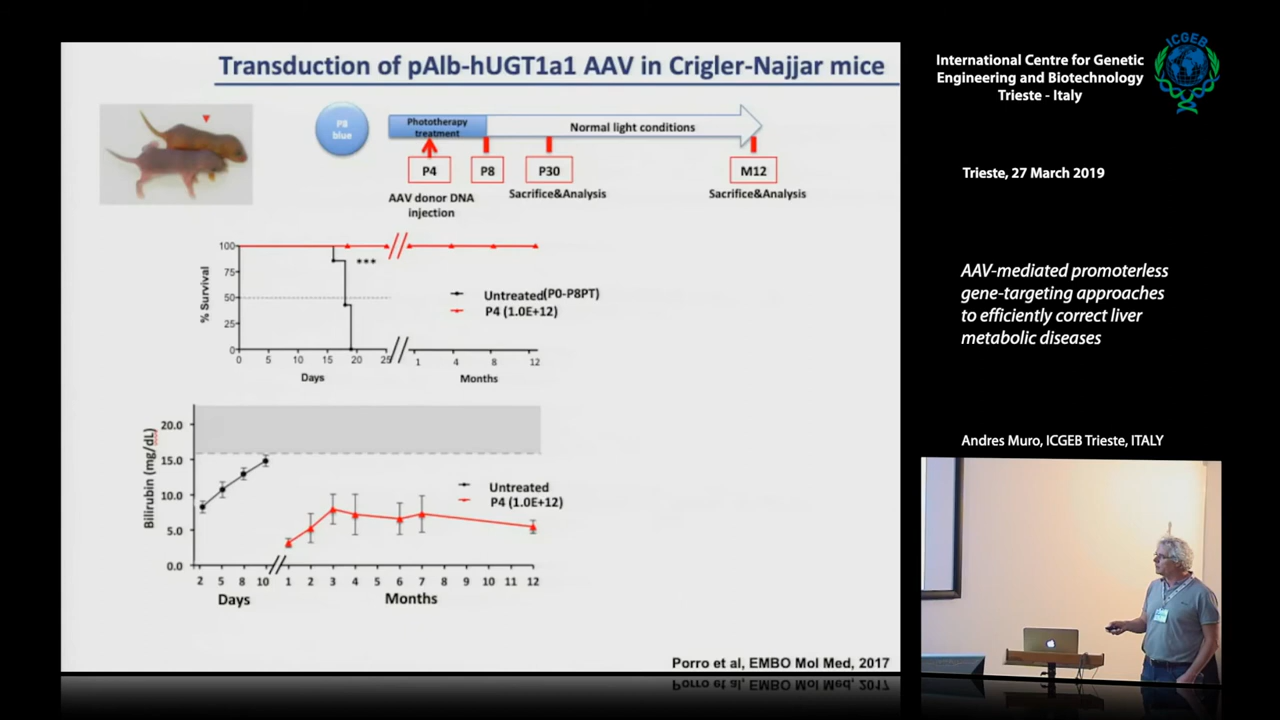 Transduction of pAlb-hUGT1a1 AAV in Crigler-Najjar mice
P8
blue
Phototherapy
treatment
Normal light conditions
P4
P8
P30
M12
AAV donor DNA
injection
Sacrifice&Analysis
Sacrifice&Analysis
% Survival
100
75
50
25
0
***
Untreated(P0-P8PT)
P4 (1.0E+12)
0 5 10 15 20 25
1 4 8 12
Days
Months
Bilirubin (mg/dL)
20.0
15.0
10.0
5.0
0.0
Untreated
P4 (1.0E+12)
2 5 8 10 1 2 3 4 5 6 7 8 9 10 11 12
Days
Months
Porro et al, EMBO Mol Med, 2017
International Centre for Genetic
Engineering and Biotechnology
Trieste - Italy
ICGEB
Trieste, 27 March 2019
AAV-mediated promoterless
gene-targeting approaches
to efficiently correct liver
metabolic diseases
Andres Muro, ICGEB Trieste, ITALY